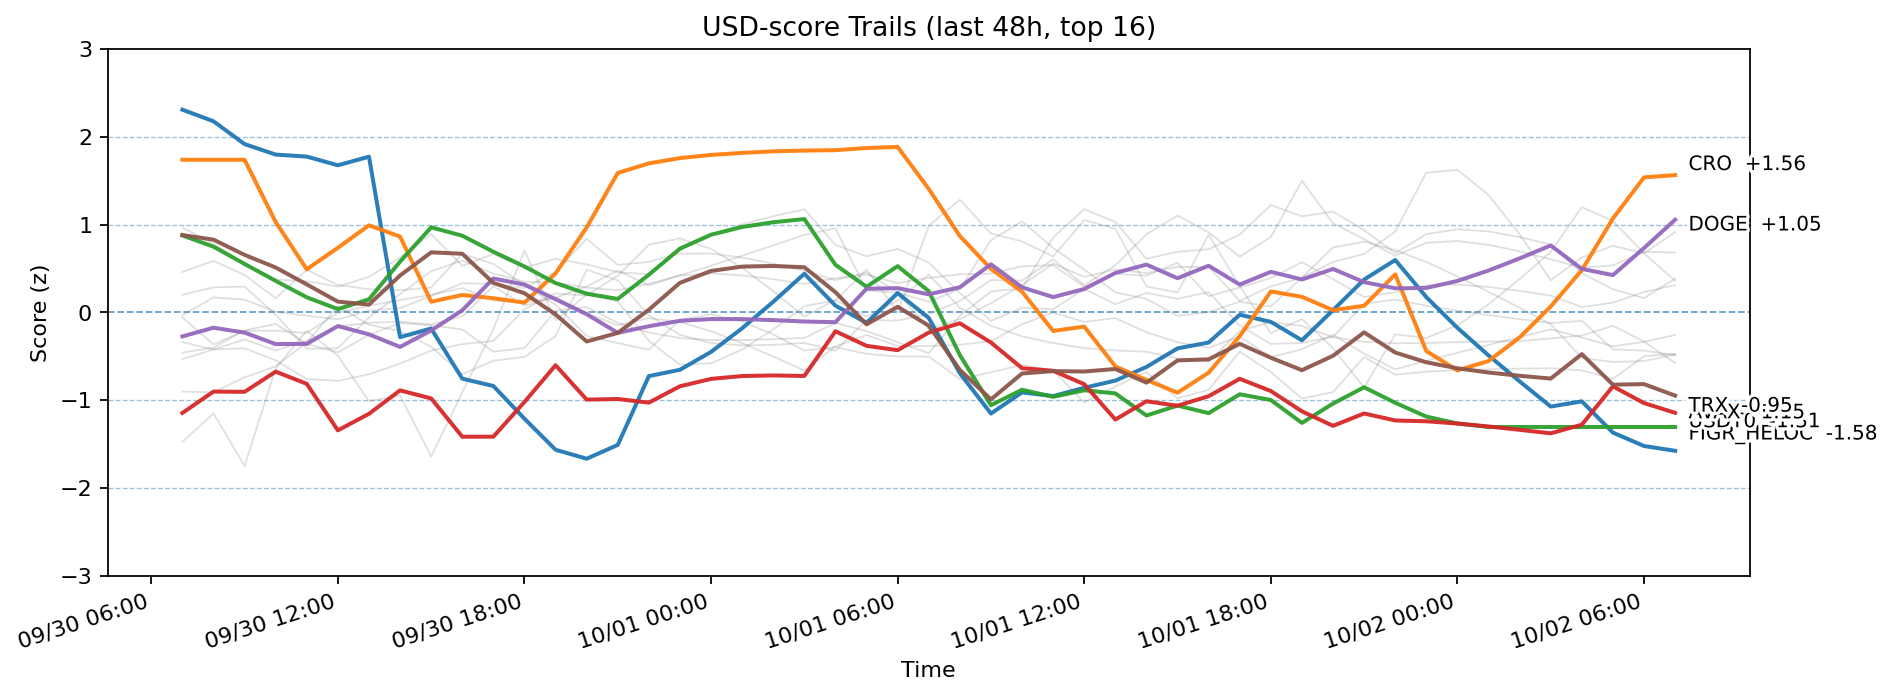 USD-score Trails (last 48h, top 16)
Score (z)
3
2
1
0
−1
−2
−3
CRO +1.56
DOGE +1.05
TRX -0.95
FIGR_HELOC -1.58
09/30 06:00
09/30 12:00
09/30 18:00
10/01 00:00
10/01 06:00
10/01 12:00
10/01 18:00
10/02 00:00
10/02 06:00
Time